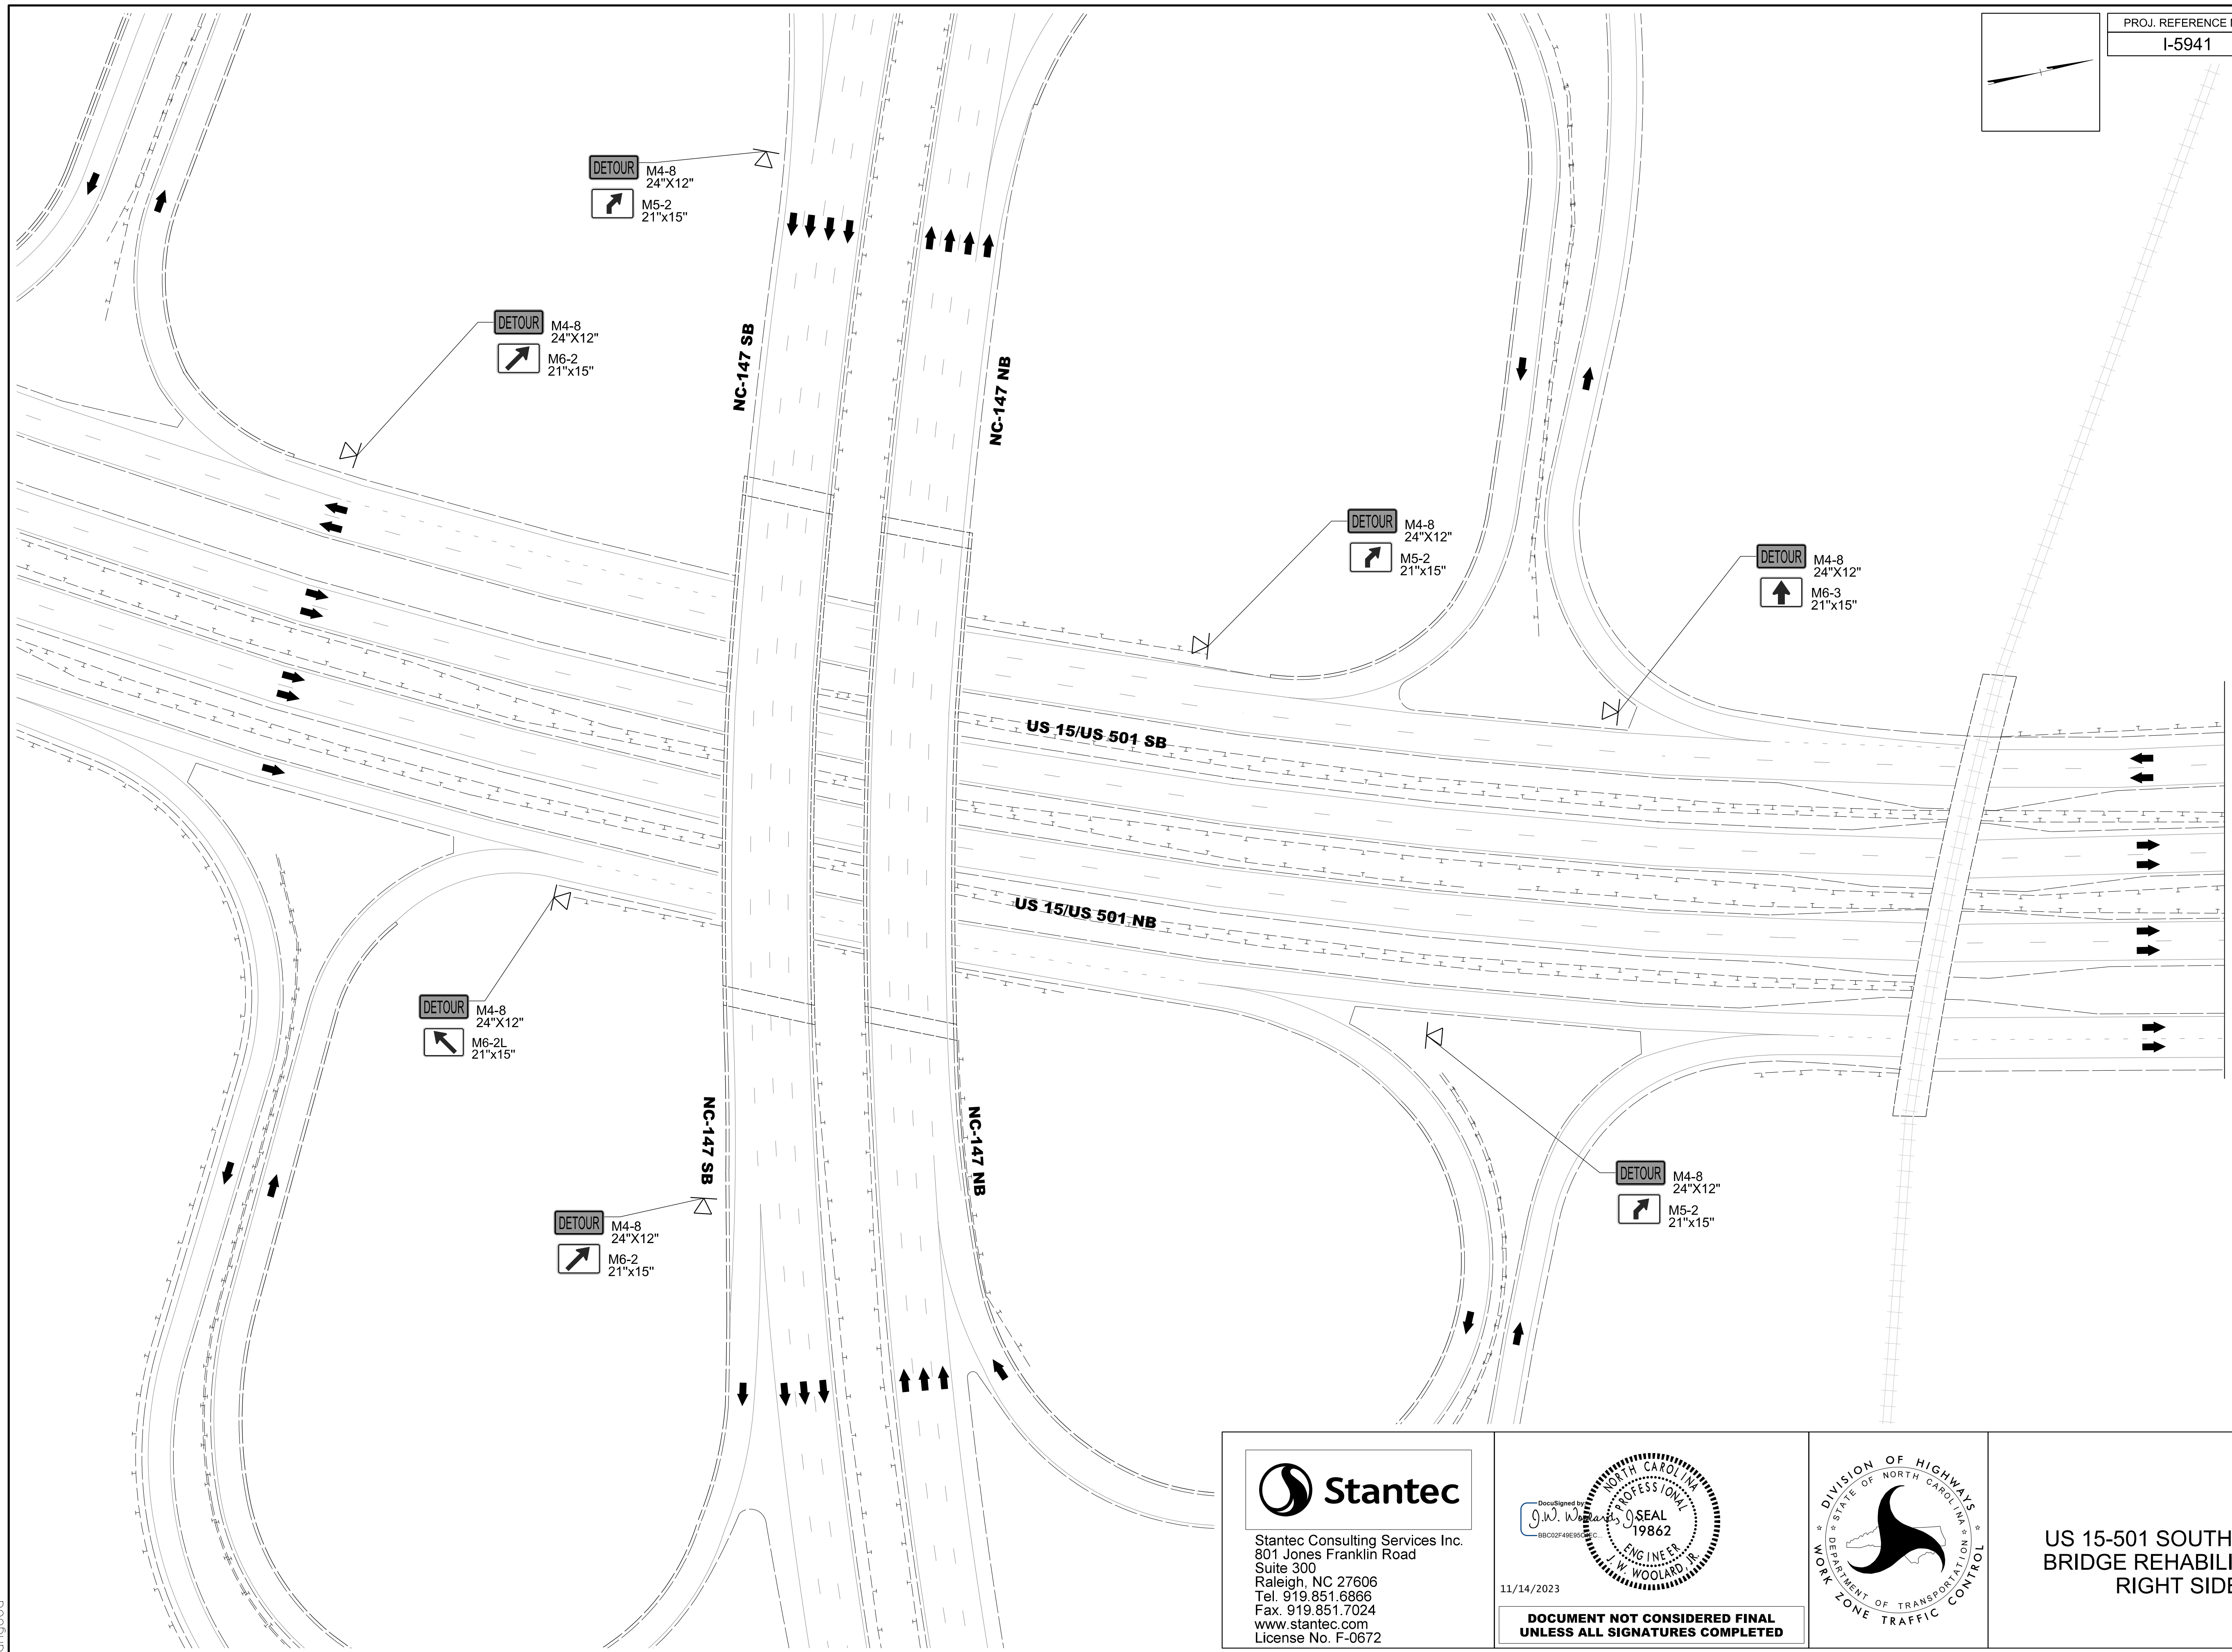 PROJ. REFERENCE
I-5941
DETOUR
M4-8
24"X12"
M5-2
21"x15"
DETOUR
M4-8
24"X12"
M6-2
21"x15"
NC-147 SB
NC-147 NB
DETOUR
M4-8
24"X12"
M5-2
21"x15"
DETOUR
M4-8
24"X12"
M6-3
21"x15"
US 15/US 501 SB
US 15/US 501 NB
DETOUR
M4-8
24"X12"
M6-2L
21"x15"
NC-147 SB
NC-147 NB
DETOUR
M4-8
24"X12"
M5-2
21"x15"
DETOUR
M4-8
24"X12"
M6-2
21"x15"
Stantec
Stantec Consulting Services Inc.
801 Jones Franklin Road
Suite 300
Raleigh, NC 27606
Tel. 919.851.6866
Fax. 919.851.7024
www.stantec.com
License No. F-0672
DocuSigned by
J.W. Woolard, Jr.
NORTH CAROLINA
PROFESSIONAL
SEAL
19862
ENGINEER
J. W. WOOLARD JR.
11/14/2023
DOCUMENT NOT CONSIDERED FINAL
UNLESS ALL SIGNATURES COMPLETED
DIVISION OF HIGHWAYS
STATE OF NORTH CAROLINA
DEPARTMENT OF TRANSPORTATION
WORK ZONE TRAFFIC CONTROL
US 15-501 SOUTH
BRIDGE REHABILI
RIGHT SIDE